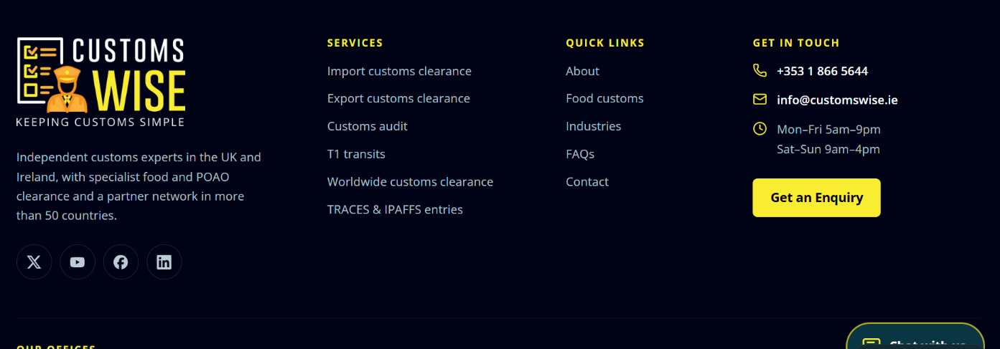 CUSTOMS
WISE
KEEPING CUSTOMS SIMPLE
Independent customs experts in the UK and
Ireland, with specialist food and POAO
clearance and a partner network in more
than 50 countries.
SERVICES
Import customs clearance
Export customs clearance
Customs audit
T1 transits
Worldwide customs clearance
TRACES & IPAFFS entries
QUICK LINKS
About
Food customs
Industries
FAQs
Contact
GET IN TOUCH
+353 1 866 5644
info@customswise.ie
Mon–Fri 5am–9pm
Sat–Sun 9am–4pm
Get an Enquiry
OUR OFFICES
Chat with us